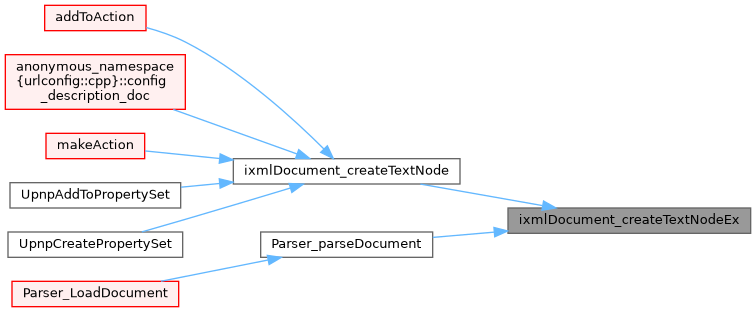 addToAction
anonymous_namespace
{urlconfig::cpp}::config
_description_doc
makeAction
ixmlDocument_createTextNode
UpnpAddToPropertySet
ixmlDocument_createTextNodeEx
UpnpCreatePropertySet
Parser_parseDocument
Parser_LoadDocument